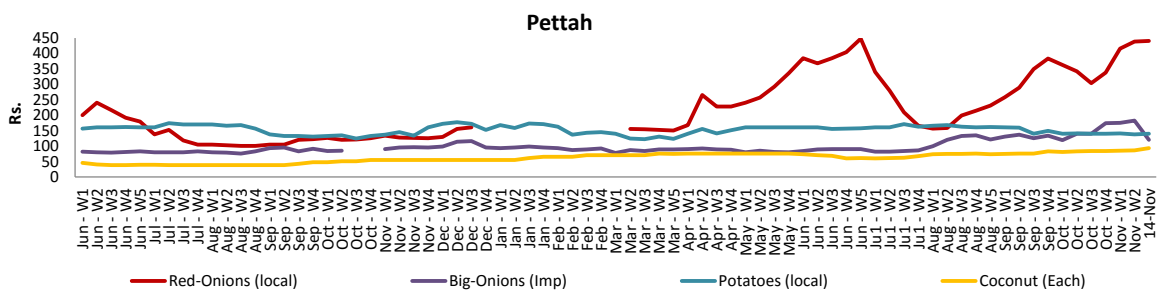 Pettah
Rs.
450
400
350
300
250
200
150
100
50
0
Jun - W1
Jun - W2
Jun - W3
Jun - W4
Jun - W5
Jul - W1
Jul - W2
Jul - W3
Jul - W4
Aug - W1
Aug - W2
Aug - W2
Aug - W4
Sep - W1
Sep - W2
Sep - W3
Sep - W4
Oct - W1
Oct - W2
Oct - W3
Oct - W4
Nov - W1
Nov - W2
Nov - W3
Nov - W4
Dec - W1
Dec - W2
Dec - W3
Dec - W4
Jan - W1
Jan - W2
Jan - W3
Jan - W4
Feb - W1
Feb - W2
Feb - W3
Feb - W4
Mar - W1
Mar - W2
Mar - W3
Mar - W4
Mar - W5
Apr - W1
Apr - W2
Apr - W3
Apr - W4
May - W1
May - W2
May - W3
May - W4
Jun - W1
Jun - W2
Jun - W3
Jun - W4
Jun - W5
Ju1 - W1
Ju1 - W2
Ju1 - W3
Ju1 - W4
Aug - W1
Aug - W2
Aug - W3
Aug - W4
Aug - W5
Sep - W1
Sep - W2
Sep - W3
Sep - W4
Oct - W1
Oct - W2
Oct - W3
Oct - W4
Nov - W1
Nov - W2
14-Nov
Red-Onions (local)
Big-Onions (Imp)
Potatoes (local)
Coconut (Each)